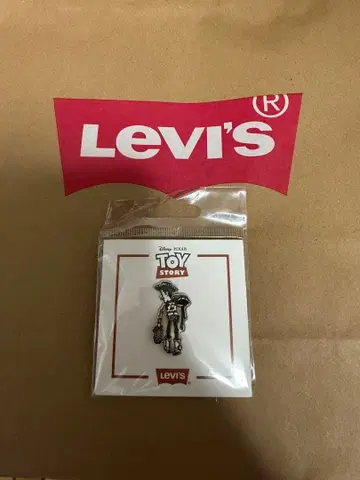 LEVI'S®
Disney · PIXAR
TOY
STORY
LEVI'S